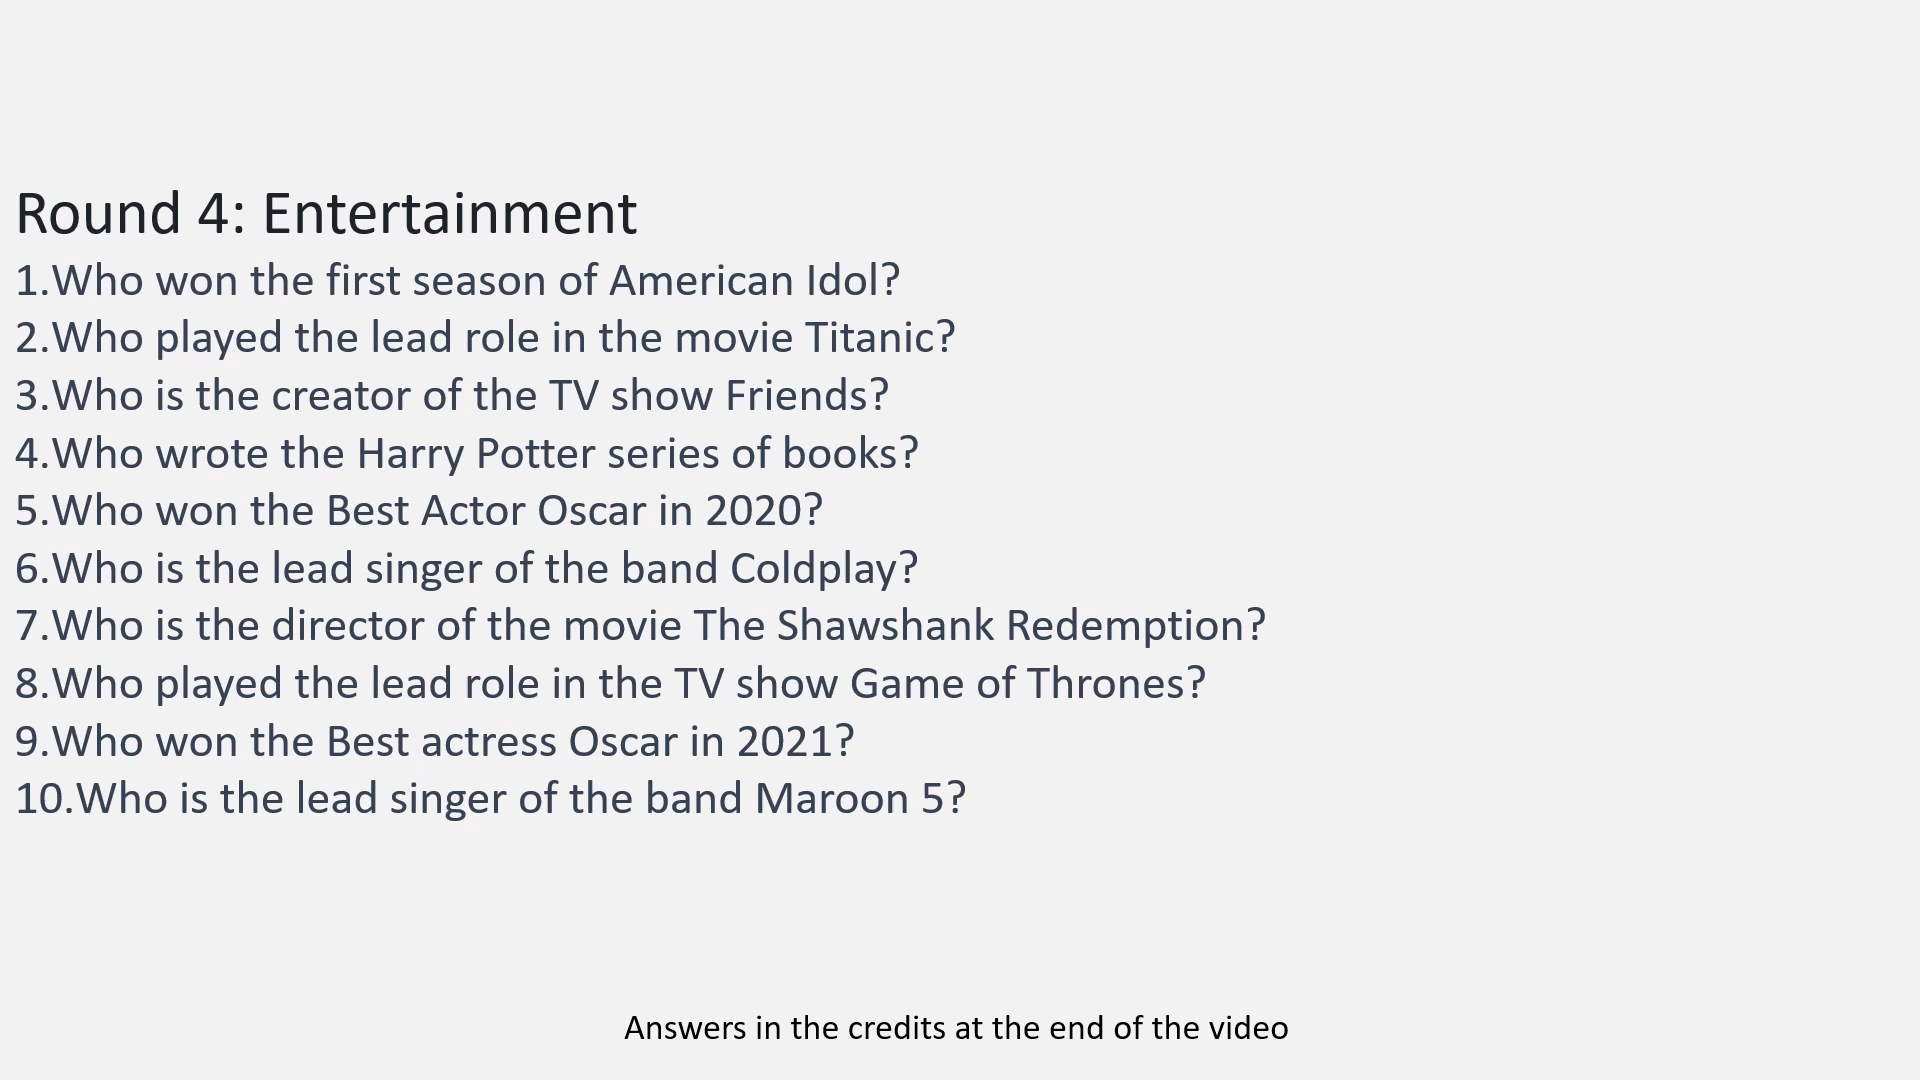 Round 4: Entertainment
1.Who won the first season of American Idol?
2.Who played the lead role in the movie Titanic?
3.Who is the creator of the TV show Friends?
4.Who wrote the Harry Potter series of books?
5.Who won the Best Actor Oscar in 2020?
6.Who is the lead singer of the band Coldplay?
7.Who is the director of the movie The Shawshank Redemption?
8.Who played the lead role in the TV show Game of Thrones?
9.Who won the Best actress Oscar in 2021?
10.Who is the lead singer of the band Maroon 5?
Answers in the credits at the end of the video